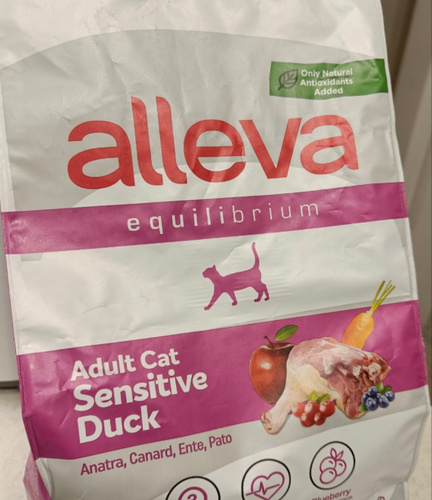 Only Natural
Antioxidants
Added
alleva
equilibrium
Adult Cat
Sensitive
Duck
Anatra, Canard, Ente, Pato
Blueberry